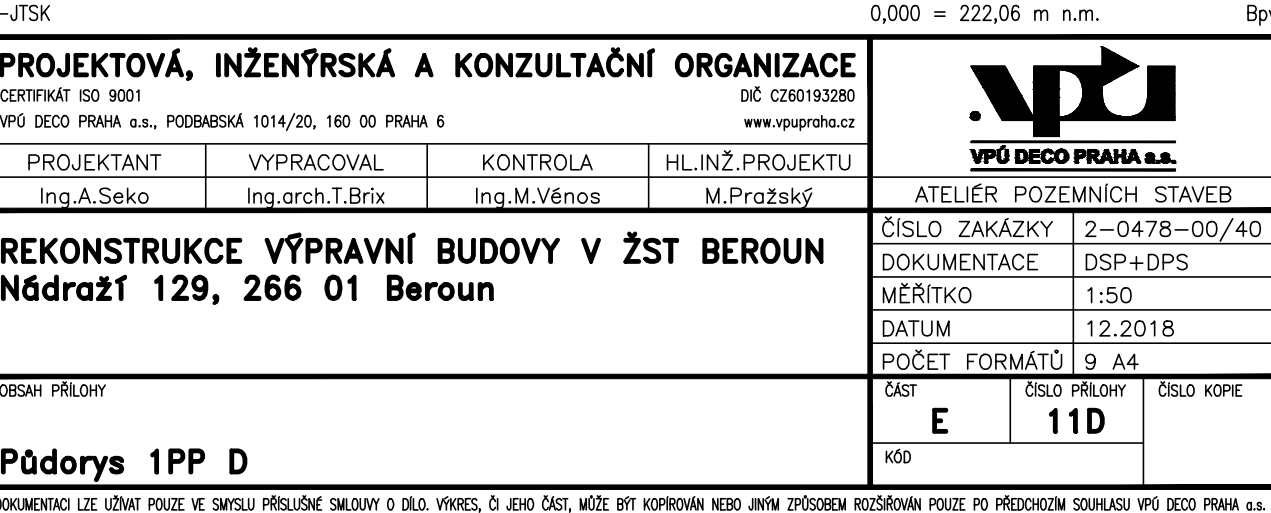 -JTSK 0,000 = 222,06 m n.m. Bpv
PROJEKTOVÁ, INŽENÝRSKÁ A KONZULTAČNÍ ORGANIZACE
CERTIFIKÁT ISO 9001 DIČ CZ60193280
VPÚ DECO PRAHA a.s., PODBABSKÁ 1014/20, 160 00 PRAHA 6 www.vpupraha.cz
.vpú
VPÚ DECO PRAHA a.s.
PROJEKTANT VYPRACOVAL KONTROLA HL.INŽ.PROJEKTU
Ing.A.Seko Ing.arch.T.Brix Ing.M.Vénos M.Pražský
ATELIÉR POZEMNÍCH STAVEB
REKONSTRUKCE VÝPRAVNÍ BUDOVY V ŽST BEROUN
Nádraží 129, 266 01 Beroun
ČÍSLO ZAKÁZKY 2-0478-00/40
DOKUMENTACE DSP+DPS
MĚŘÍTKO 1:50
DATUM 12.2018
POČET FORMÁTŮ 9 A4
OBSAH PŘÍLOHY
Půdorys 1PP D
ČÁST ČÍSLO PŘÍLOHY ČÍSLO KOPIE
E 11D
KÓD
DOKUMENTACI LZE UŽÍVAT POUZE VE SMYSLU PŘÍSLUŠNÉ SMLOUVY O DÍLO. VÝKRES, ČI JEHO ČÁST, MŮŽE BÝT KOPÍROVÁN NEBO JINÝM ZPŮSOBEM ROZŠIŘOVÁN POUZE PO PŘEDCHOZÍM SOUHLASU VPÚ DECO PRAHA a.s.